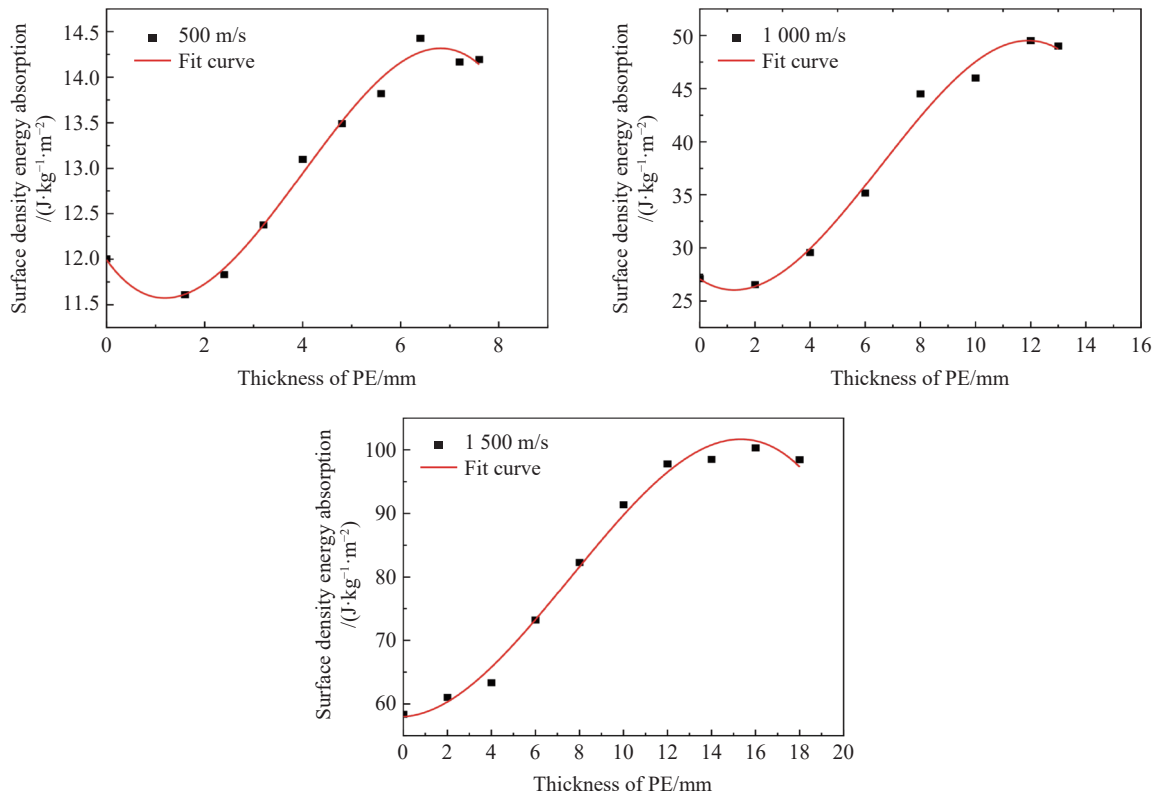 14.5
14.0
13.5
13.0
12.5
12.0
11.5
500 m/s
Fit curve
Surface density energy absorption
/(J·kg⁻¹·m⁻²)
0 2 4 6 8
Thickness of PE/mm
50
45
40
35
30
25
1 000 m/s
Fit curve
Surface density energy absorption
/(J·kg⁻¹·m⁻²)
0 2 4 6 8 10 12 14 16
Thickness of PE/mm
100
90
80
70
60
1 500 m/s
Fit curve
Surface density energy absorption
/(J·kg⁻¹·m⁻²)
0 2 4 6 8 10 12 14 16 18 20
Thickness of PE/mm